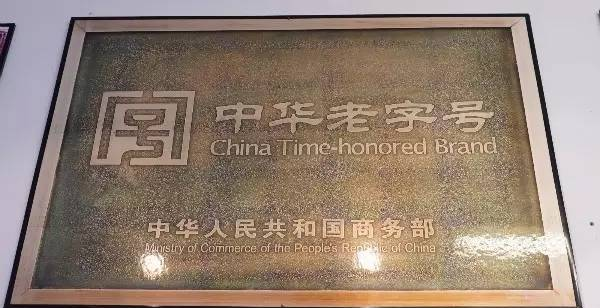 中华老字号
China Time-honored Brand
中华人民共和国商务部
Ministry of Commerce of the People's Republic of China